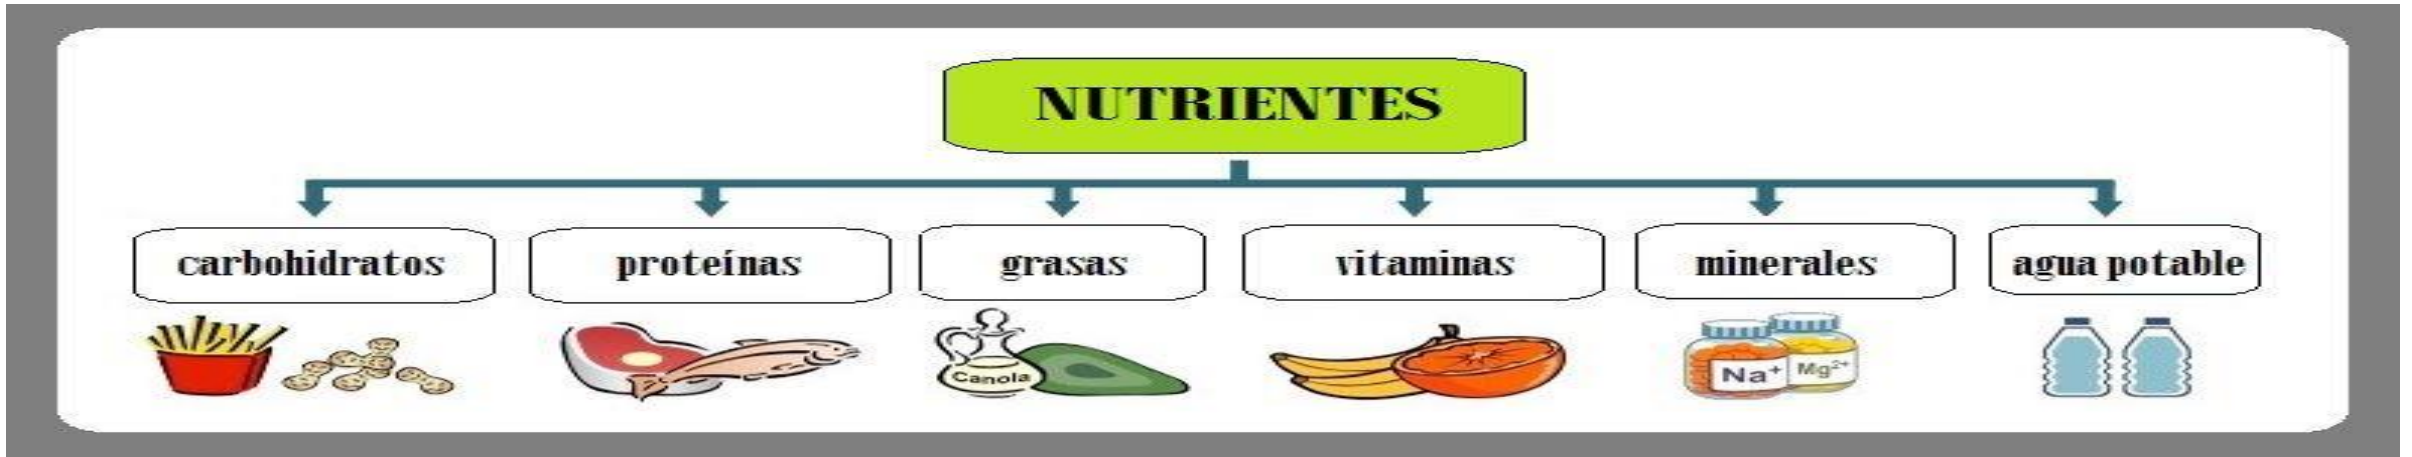 NUTRIENTES
carbohidratos
proteínas
grasas
vitaminas
minerales
agua potable
Canola
Na⁺
Mg²⁺